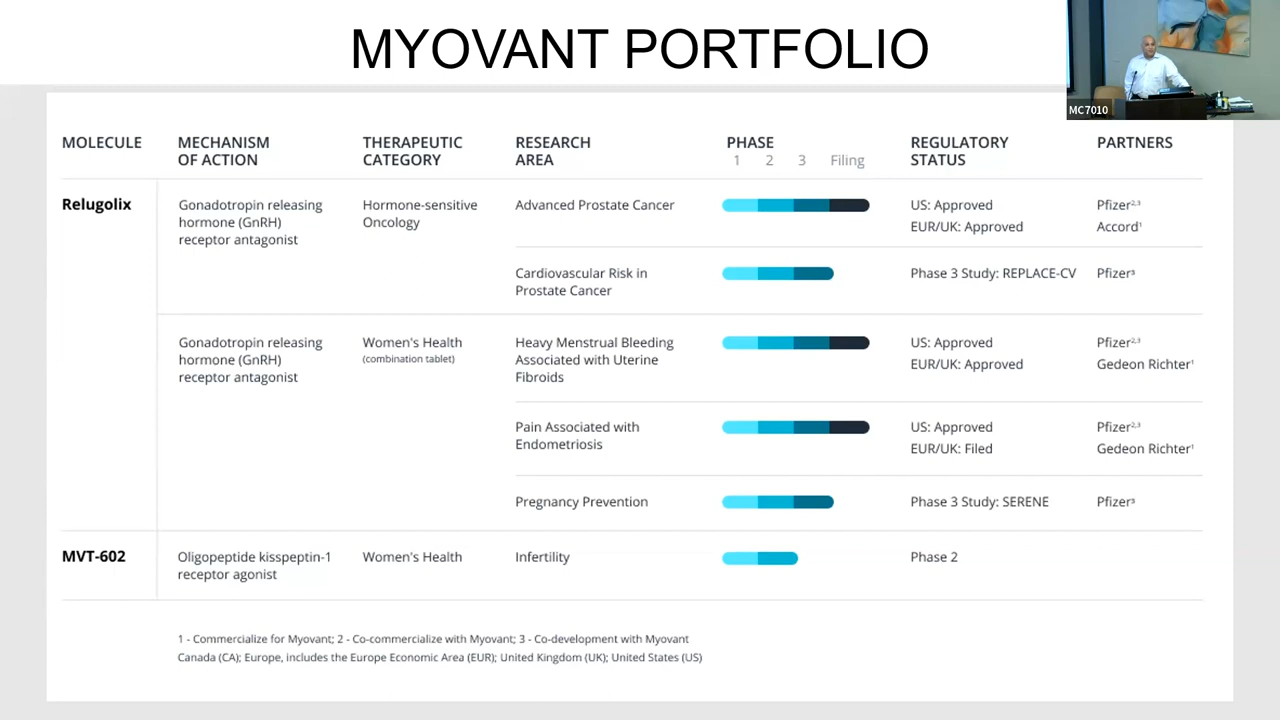 MYOVANT PORTFOLIO
MC7010
MOLECULE
MECHANISM
OF ACTION
THERAPEUTIC
CATEGORY
RESEARCH
AREA
PHASE
1 2 3 Filing
REGULATORY
STATUS
PARTNERS
Relugolix
Gonadotropin releasing
hormone (GnRH)
receptor antagonist
Hormone-sensitive
Oncology
Advanced Prostate Cancer
US: Approved
EUR/UK: Approved
Pfizer²,³
Accord¹
Cardiovascular Risk in
Prostate Cancer
Phase 3 Study: REPLACE-CV
Pfizer³
Gonadotropin releasing
hormone (GnRH)
receptor antagonist
Women's Health
(combination tablet)
Heavy Menstrual Bleeding
Associated with Uterine
Fibroids
US: Approved
EUR/UK: Approved
Pfizer²,³
Gedeon Richter¹
Pain Associated with
Endometriosis
US: Approved
EUR/UK: Filed
Pfizer²,³
Gedeon Richter¹
Pregnancy Prevention
Phase 3 Study: SERENE
Pfizer³
MVT-602
Oligopeptide kisspeptin-1
receptor agonist
Women's Health
Infertility
Phase 2
1 - Commercialize for Myovant; 2 - Co-commercialize with Myovant; 3 - Co-development with Myovant
Canada (CA); Europe, includes the Europe Economic Area (EUR); United Kingdom (UK); United States (US)